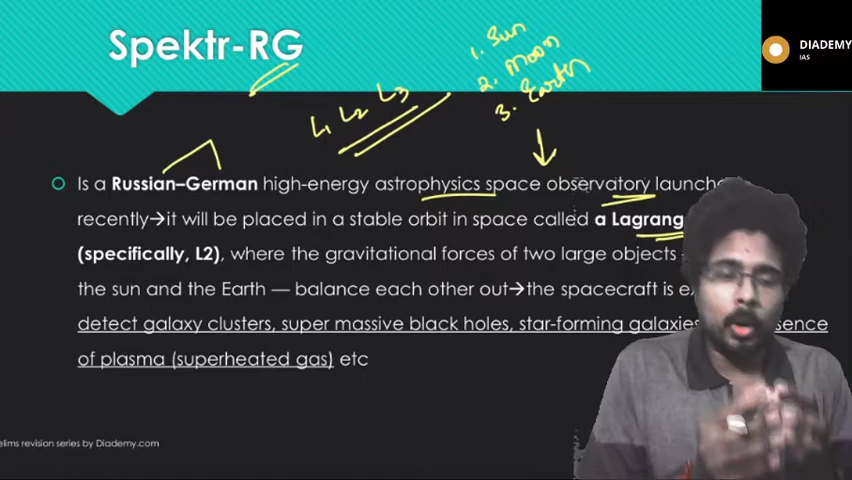 Spektr-RG
1. Sun
2. Moon
3. Earth
DIADEMY
IAS
L1 L2 L3
Is a Russian–German high-energy astrophysics space observatory launche
recently→it will be placed in a stable orbit in space called a Lagrang
(specifically, L2), where the gravitational forces of two large objects
the sun and the Earth — balance each other out→the spacecraft is e
detect galaxy clusters, super massive black holes, star-forming galaxies sence
of plasma (superheated gas) etc
elims revision series by Diademy.com